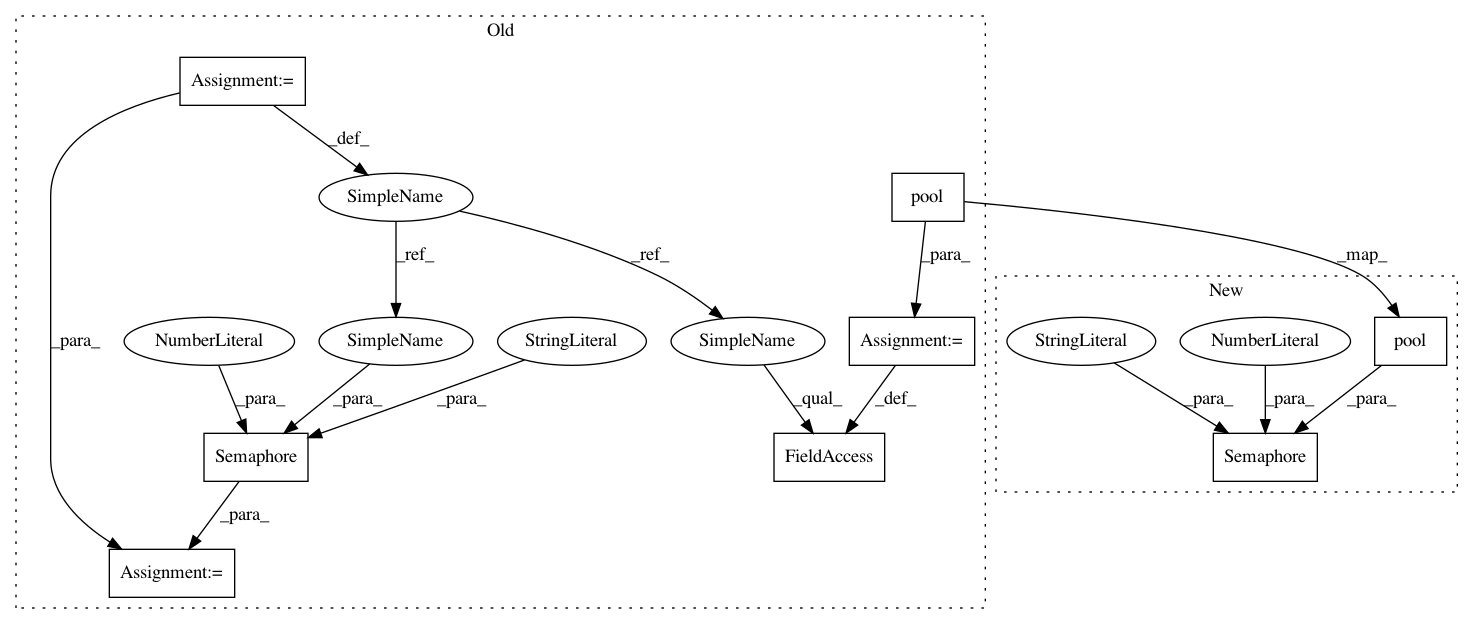 Old
Assignment:=
_def_
SimpleName
pool
_ref_
_ref_
_para_
_map_
New
_para_
NumberLiteral
SimpleName
StringLiteral
SimpleName
Assignment:=
StringLiteral
NumberLiteral
pool
_para_
_para_
_para_
_qual_
_def_
_para_
_para_
_para_
Semaphore
FieldAccess
Semaphore
_para_
Assignment:=